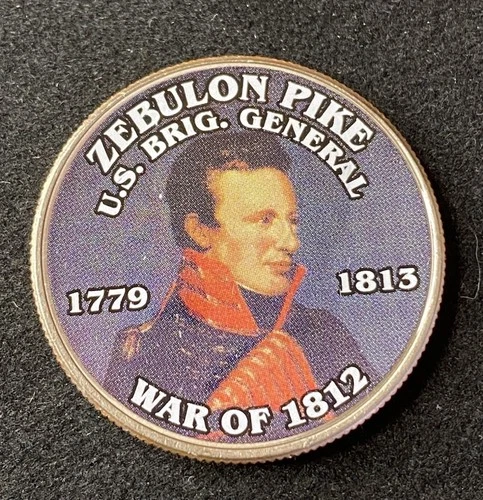 ZEBULON PIKE
U.S. BRIG. GENERAL
1779 1813
WAR OF 1812